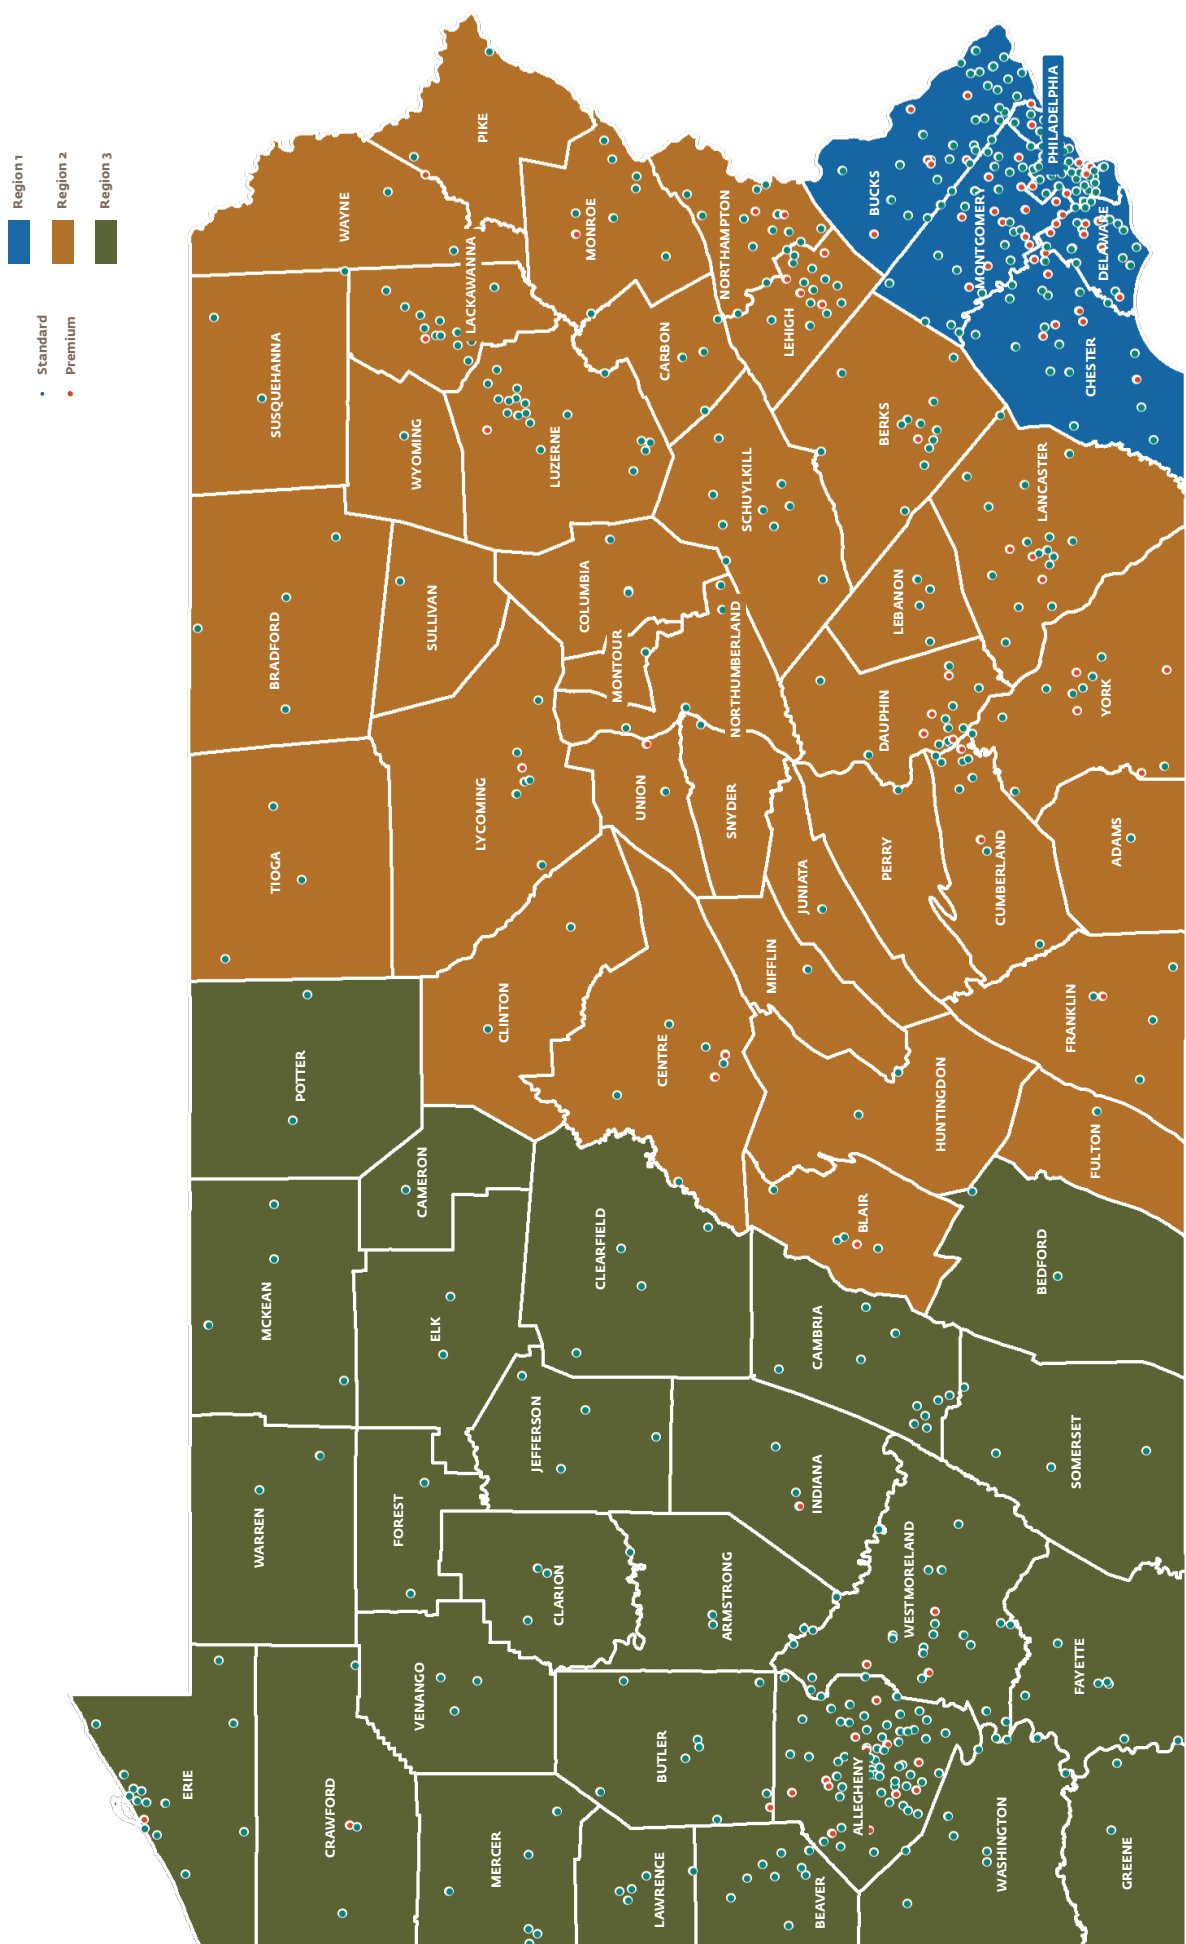 Region 1
Region 2
Region 3
Standard
Premium
ERIE
CRAWFORD
MERCER
LAWRENCE
BEAVER
WASHINGTON
GREENE
WARREN
FOREST
VENANGO
CLARION
BUTLER
ARMSTRONG
ALLEGHENY
WESTMORELAND
FAYETTE
MCKEAN
ELK
JEFFERSON
INDIANA
CAMBRIA
SOMERSET
POTTER
CAMERON
CLEARFIELD
BLAIR
BEDFORD
TIOGA
CLINTON
CENTRE
MIFFLIN
HUNTINGDON
FULTON
FRANKLIN
LYCOMING
UNION
SNYDER
JUNIATA
PERRY
CUMBERLAND
ADAMS
BRADFORD
SULLIVAN
COLUMBIA
MONTOUR
NORTHUMBERLAND
DAUPHIN
LEBANON
YORK
SUSQUEHANNA
WYOMING
LUZERNE
SCHUYLKILL
BERKS
LANCASTER
WAYNE
LACKAWANNA
CARBON
LEHIGH
CHESTER
PIKE
MONROE
NORTHAMPTON
BUCKS
MONTGOMERY
DELAWARE
PHILADELPHIA